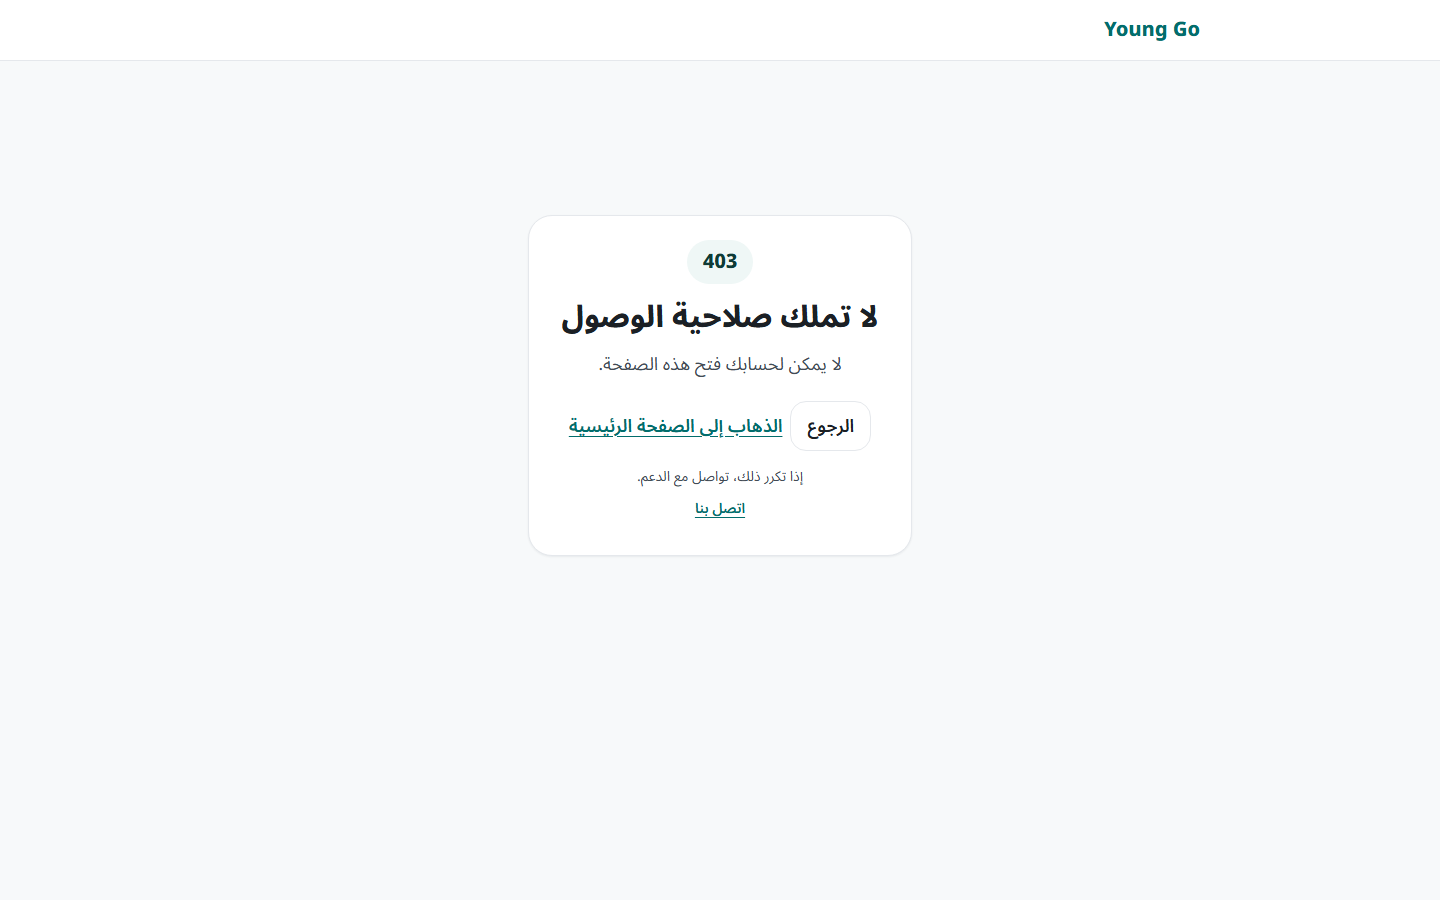 Young Go
403
لا تملك صلاحية الوصول
لا يمكن لحسابك فتح هذه الصفحة.
الرجوع الذهاب إلى الصفحة الرئيسية
إذا تكرر ذلك، تواصل مع الدعم.
اتصل بنا